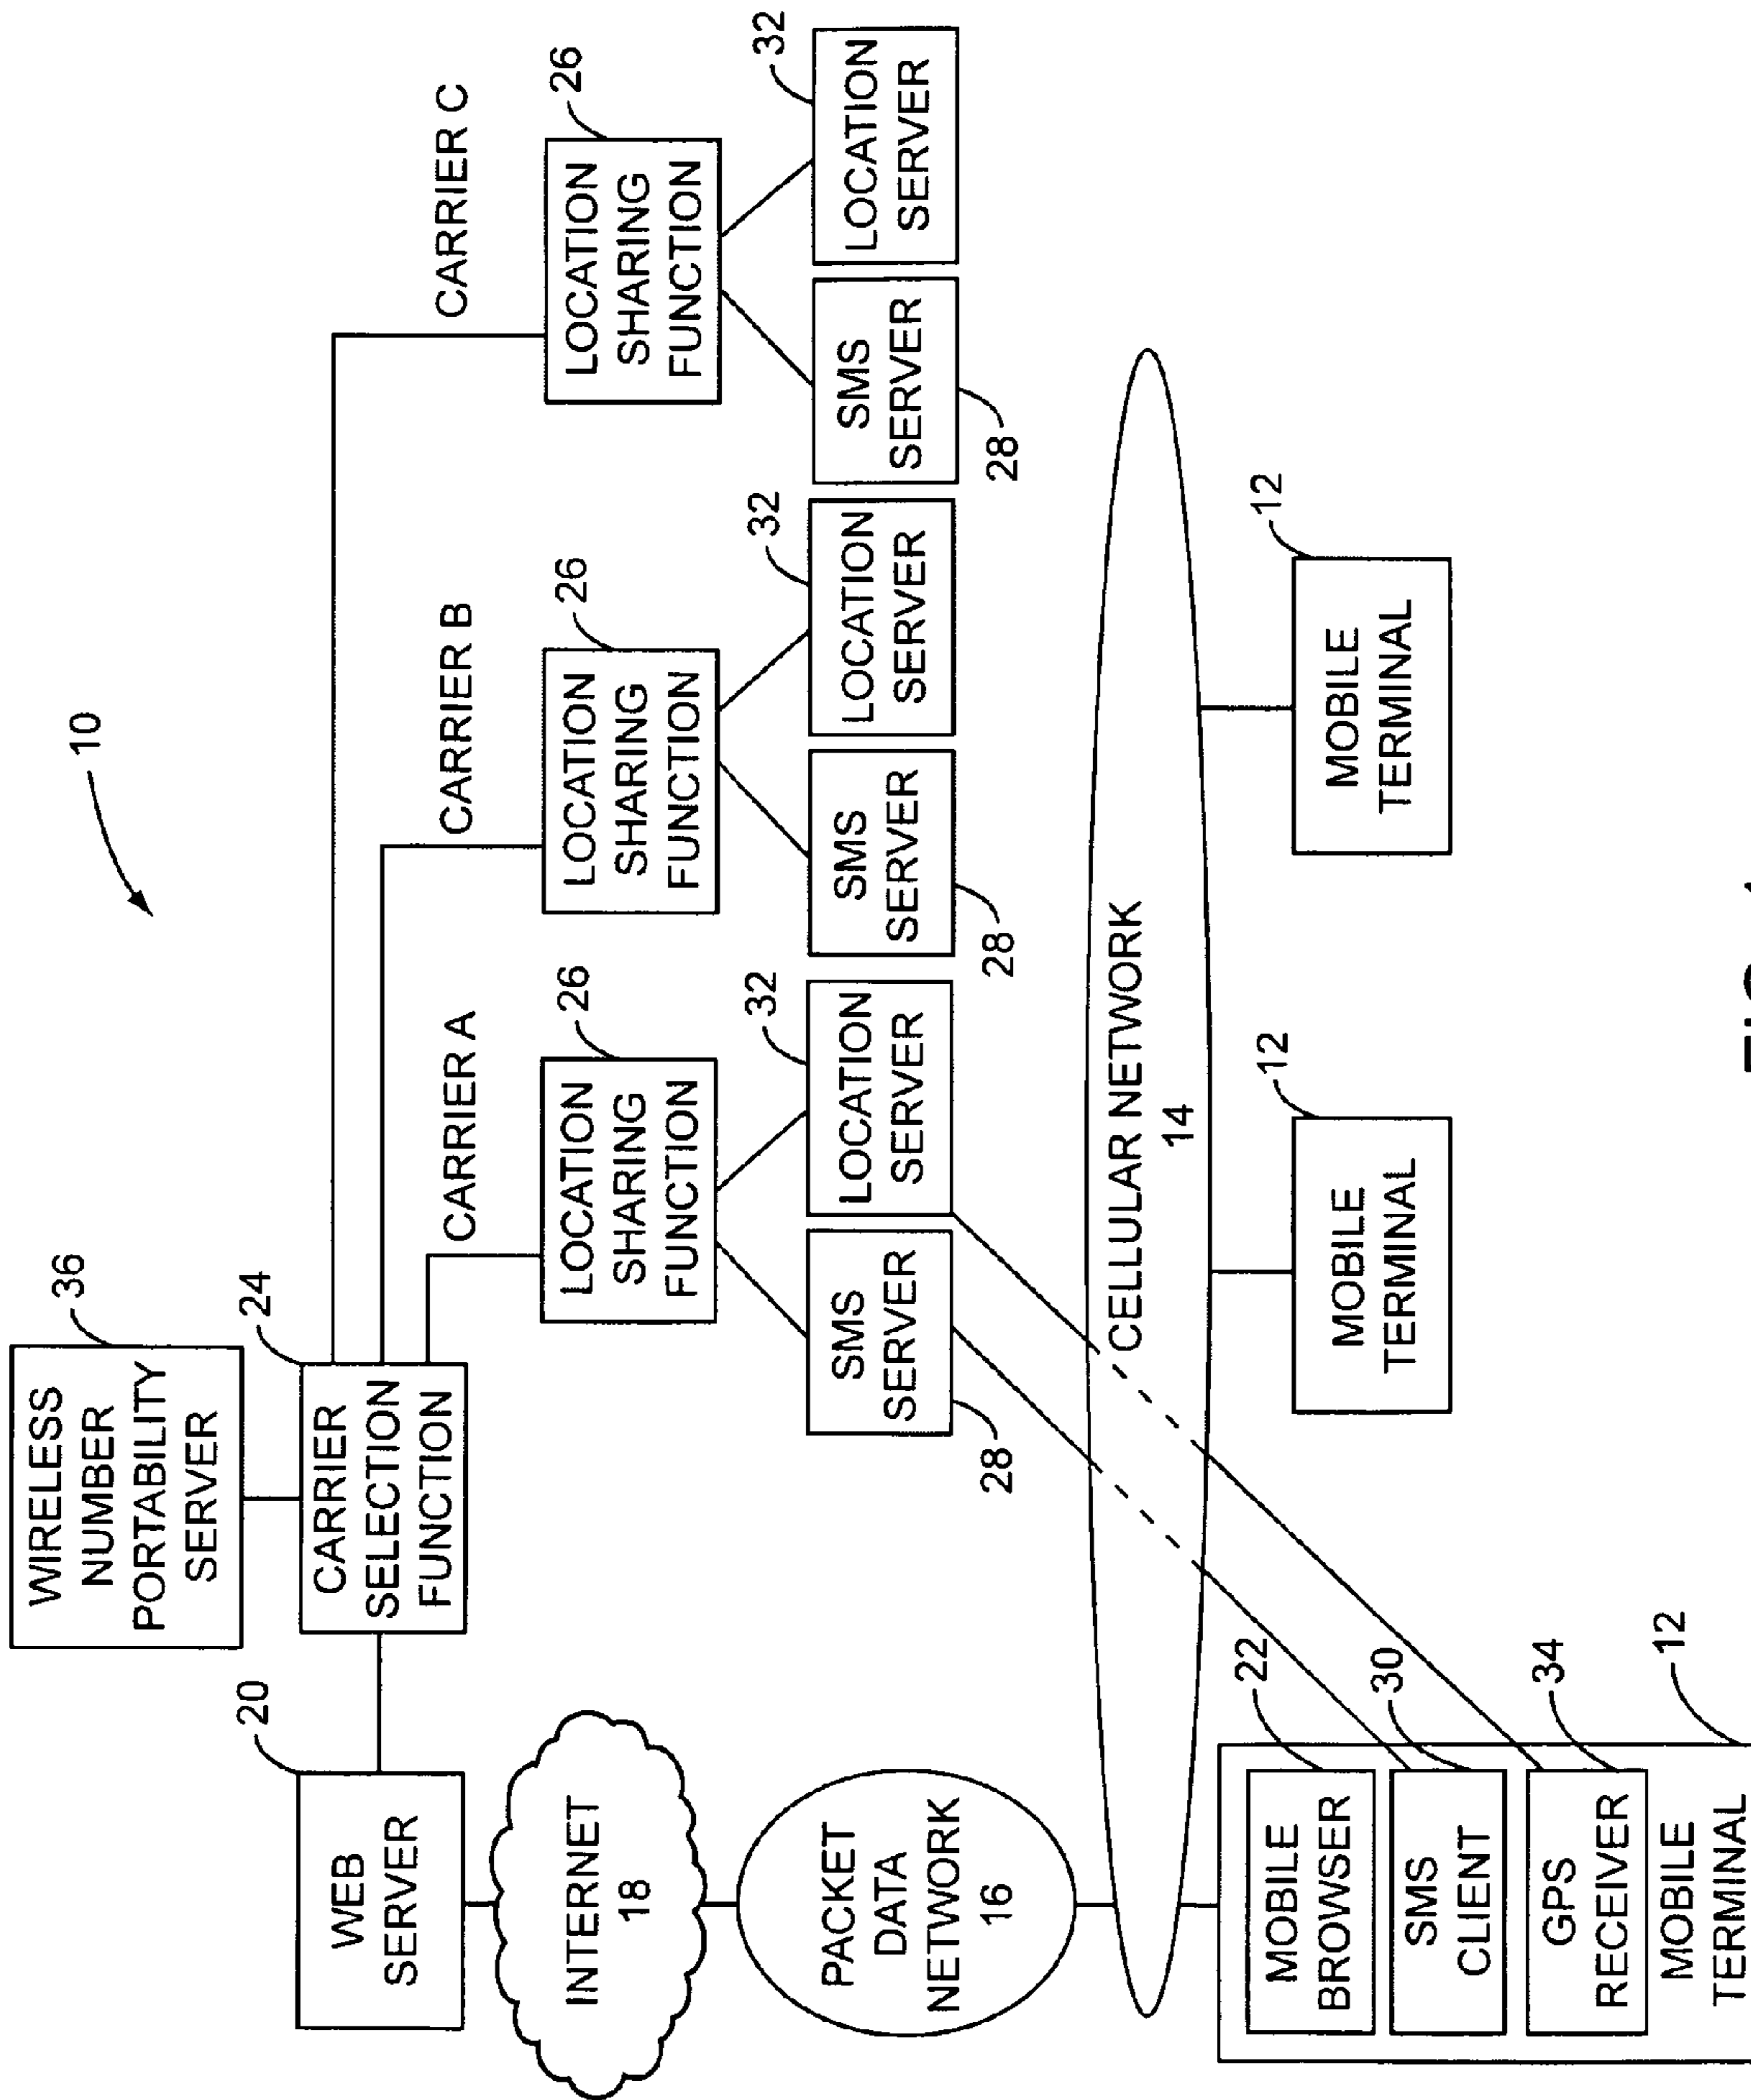 WIRELESS
NUMBER
PORTABILITY
SERVER
36
10
20
24
WEB
SERVER
CARRIER
SELECTION
FUNCTION
CARRIER A
CARRIER B
CARRIER C
INTERNET
18
26
LOCATION
SHARING
FUNCTION
26
LOCATION
SHARING
FUNCTION
26
LOCATION
SHARING
FUNCTION
PACKET
DATA
NETWORK
16
SMS
SERVER
28
32
LOCATION
SERVER
SMS
SERVER
28
32
LOCATION
SERVER
SMS
SERVER
28
32
LOCATION
SERVER
CELLULAR NETWORK
14
MOBILE
BROWSER
22
SMS
CLIENT
30
GPS
RECEIVER
34
MOBILE
TERMINAL
12
12
MOBILE
TERMINAL
12
MOBILE
TERMINAL